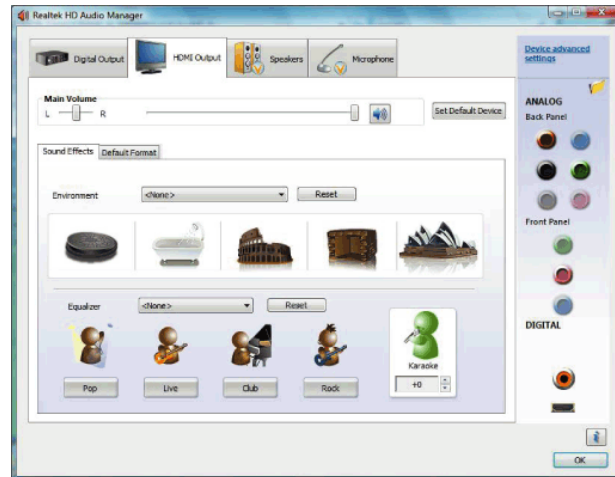 Realtek HD Audio Manager
Digital Output
HDMI Output
Speakers
Microphone
Device advanced
settings
Main Volume
L
R
Set Default Device
ANALOG
Back Panel
Sound Effects
Default Format
Environment
<None>
Reset
Front Panel
Equalizer
<None>
Reset
DIGITAL
Karaoke
Pop
Live
Club
Rock
+0
i
OK